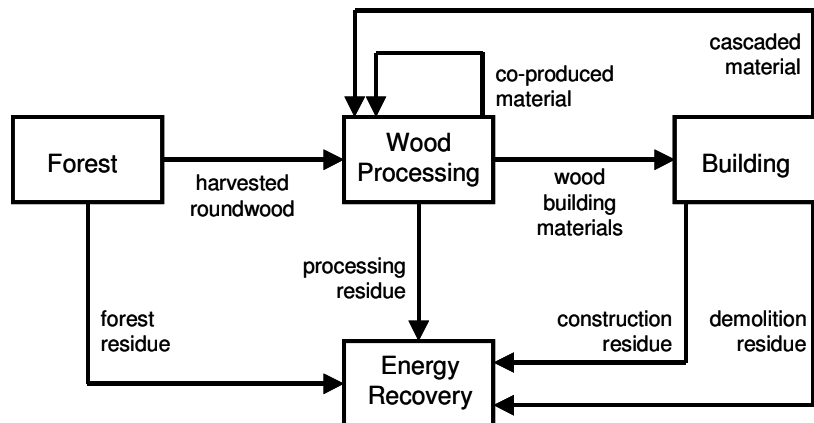 cascaded
material
co-produced
material
Forest
Wood
Processing
Building
harvested
roundwood
wood
building
materials
processing
residue
forest
residue
construction
residue
demolition
residue
Energy
Recovery